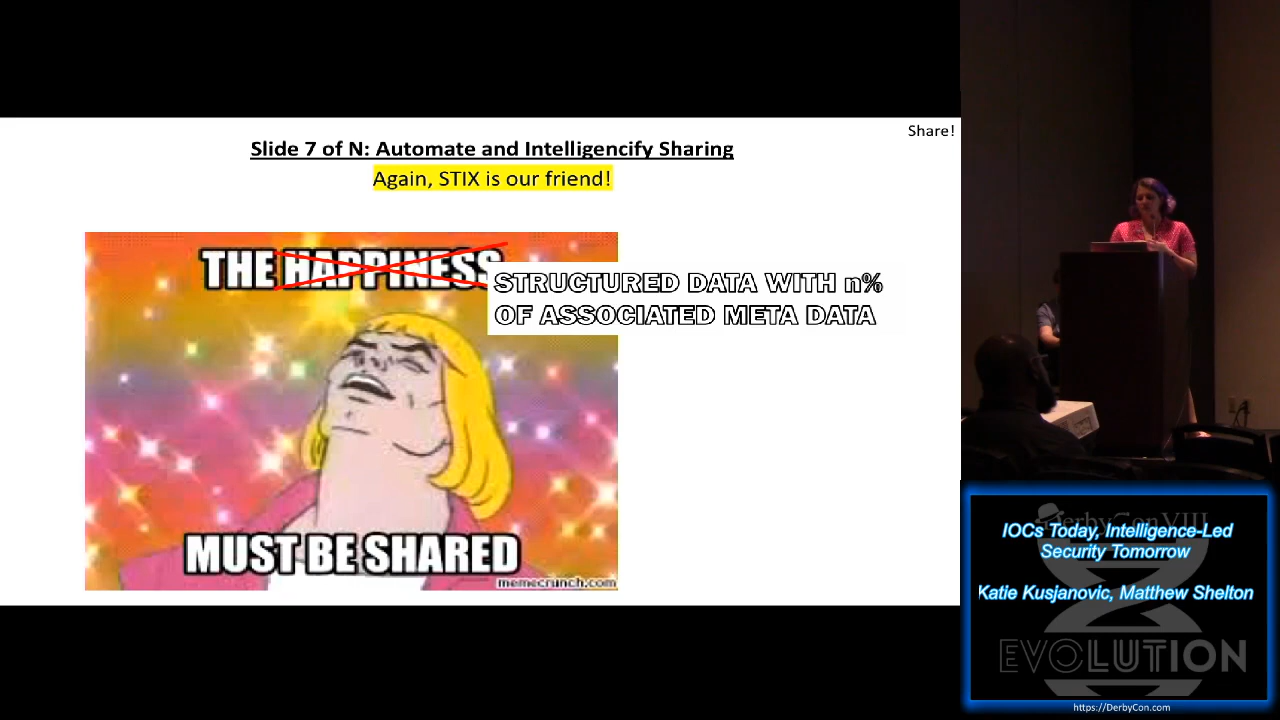 Share!
Slide 7 of N: Automate and Intelligencify Sharing
Again, STIX is our friend!
THE HAPPINESS
STRUCTURED DATA WITH n%
OF ASSOCIATED META DATA
MUST BE SHARED
memecrunch.com
DerbyCon VIII
IOCs Today, Intelligence-Led
Security Tomorrow
Katie Kusjanovic, Matthew Shelton
EVOLUTION
https://DerbyCon.com